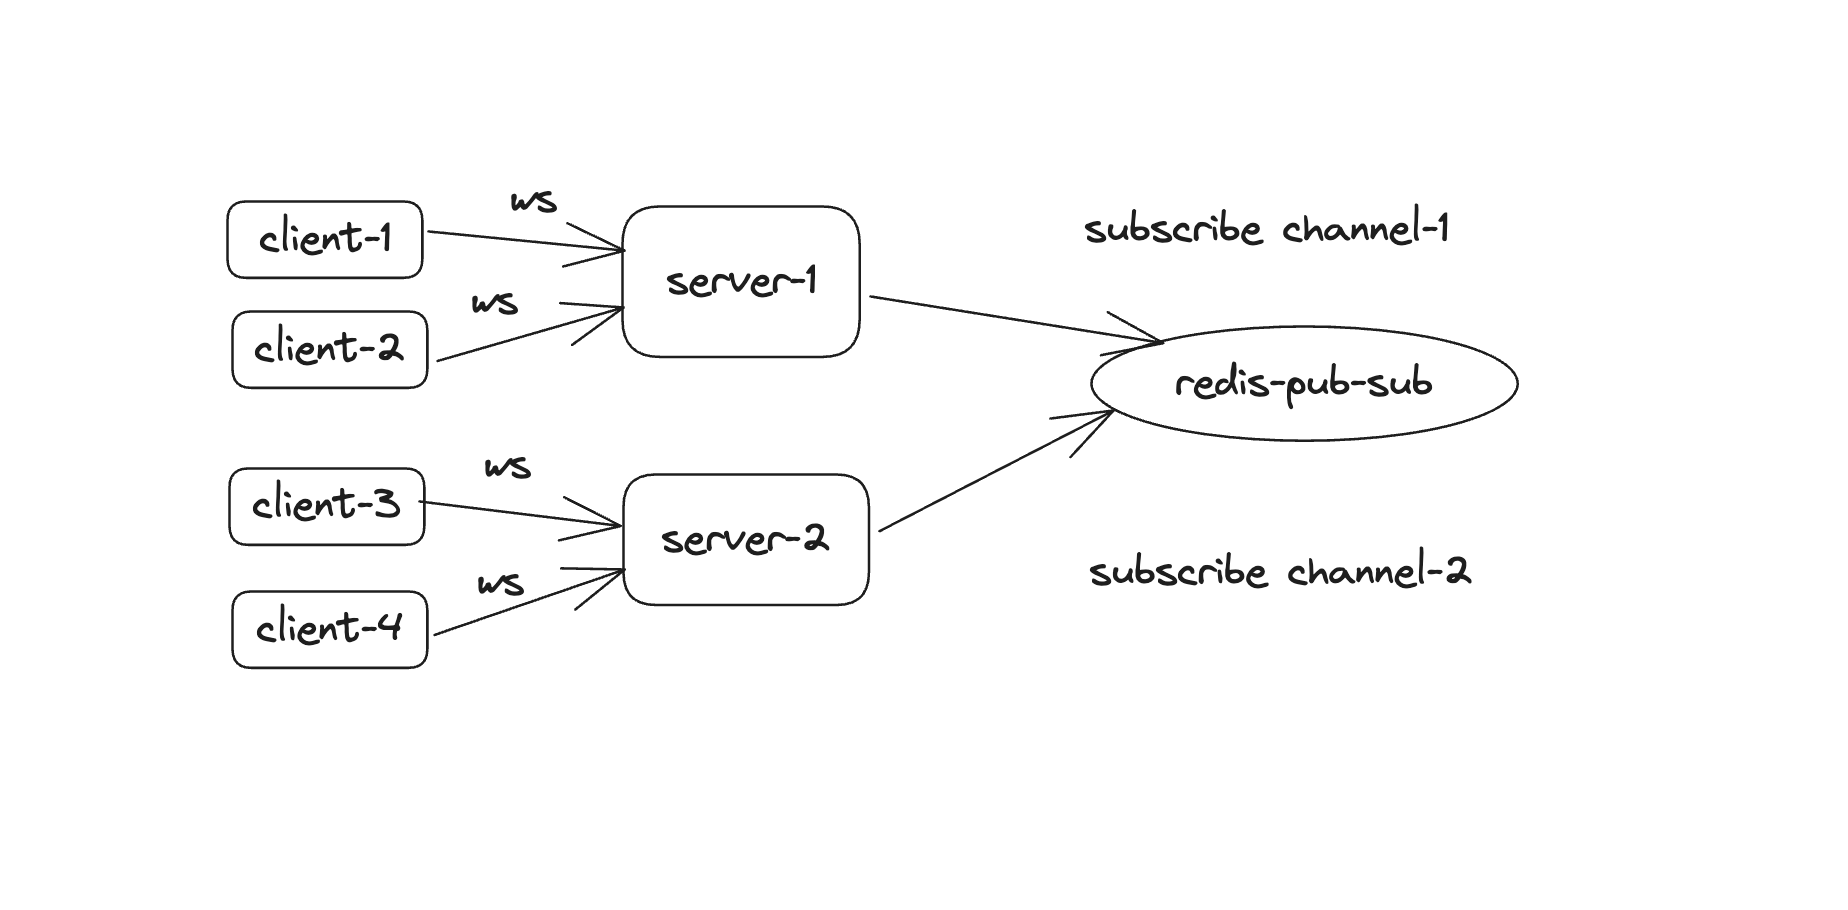 client-1
ws
client-2
ws
server-1
subscribe channel-1
redis-pub-sub
client-3
ws
client-4
ws
server-2
subscribe channel-2